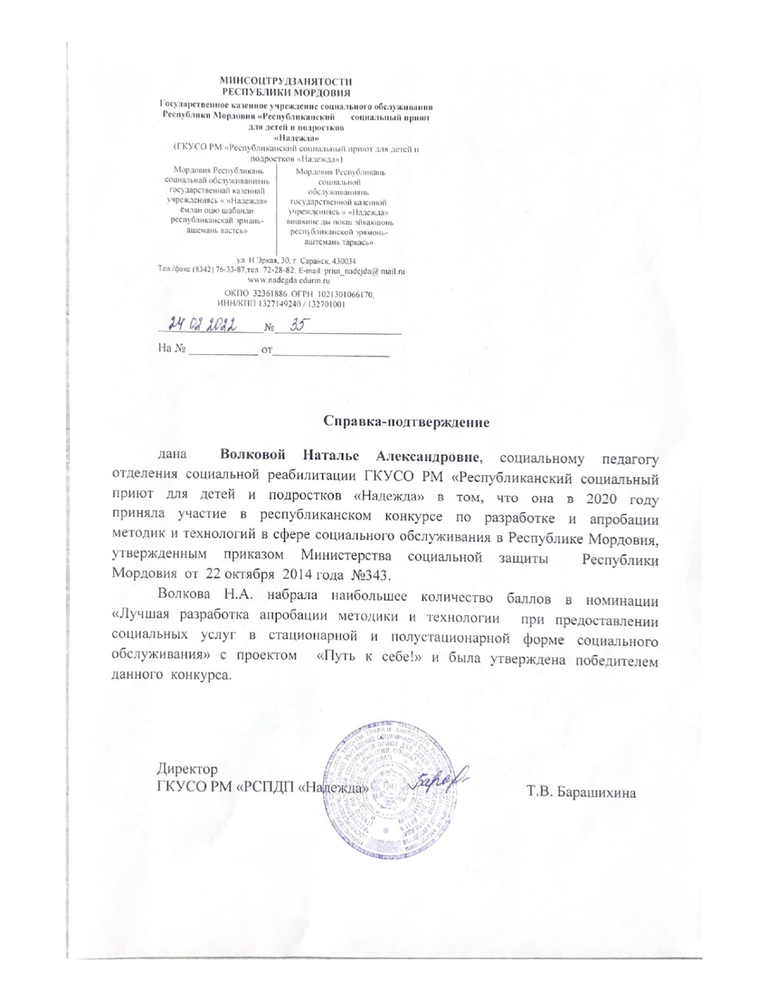 МИНСОЦТРУДЗАНЯТОСТИ
РЕСПУБЛИКИ МОРДОВИЯ
Государственное казенное учреждение социального обслуживания
Республики Мордовия «Республиканский социальный приют
для детей и подростков
«Надежда»
(ГКУСО РМ «Республиканский социальный приют для детей и
подростков «Надежда»)
Мордовия Республикань
социальнай обслуживаниянь
государственнай казеннай
учреждениясь « «Надежда»
ёмлаи оцю шабанди
республиканскай эрмань-
ашемань вастсь»
Мордовия Республикань
социальной
обслуживаниянь
государственной казенной
учреждениясь « «Надежда»
вишкине ды покш эйкакшонь
республиканской эрямонь-
аштемань таркась»
ул. Н.Эркая, 30, г. Саранск, 430034
Тел./факс (8342) 76-33-87,тел. 72-28-82. E-mail: priut_nadejda@ mail.ru
www.nadegda.edurm.ru
ОКПО 32361886. ОГРН 1021301066170,
ИНН/КПП 1327149240 / 132701001
24.02.2022 № 35
На № ____________ от____________________
Справка-подтверждение
дана Волковой Наталье Александровне, социальному педагогу
отделения социальной реабилитации ГКУСО РМ «Республиканский социальный
приют для детей и подростков «Надежда» в том, что она в 2020 году
приняла участие в республиканском конкурсе по разработке и апробации
методик и технологий в сфере социального обслуживания в Республике Мордовия,
утвержденным приказом Министерства социальной защиты Республики
Мордовия от 22 октября 2014 года №343.
Волкова Н.А. набрала наибольшее количество баллов в номинации
«Лучшая разработка апробации методики и технологии при предоставлении
социальных услуг в стационарной и полустационарной форме социального
обслуживания» с проектом «Путь к себе!» и была утверждена победителем
данного конкурса.
Директор
ГКУСО РМ «РСПДП «Надежда»
Т.В. Барашихина